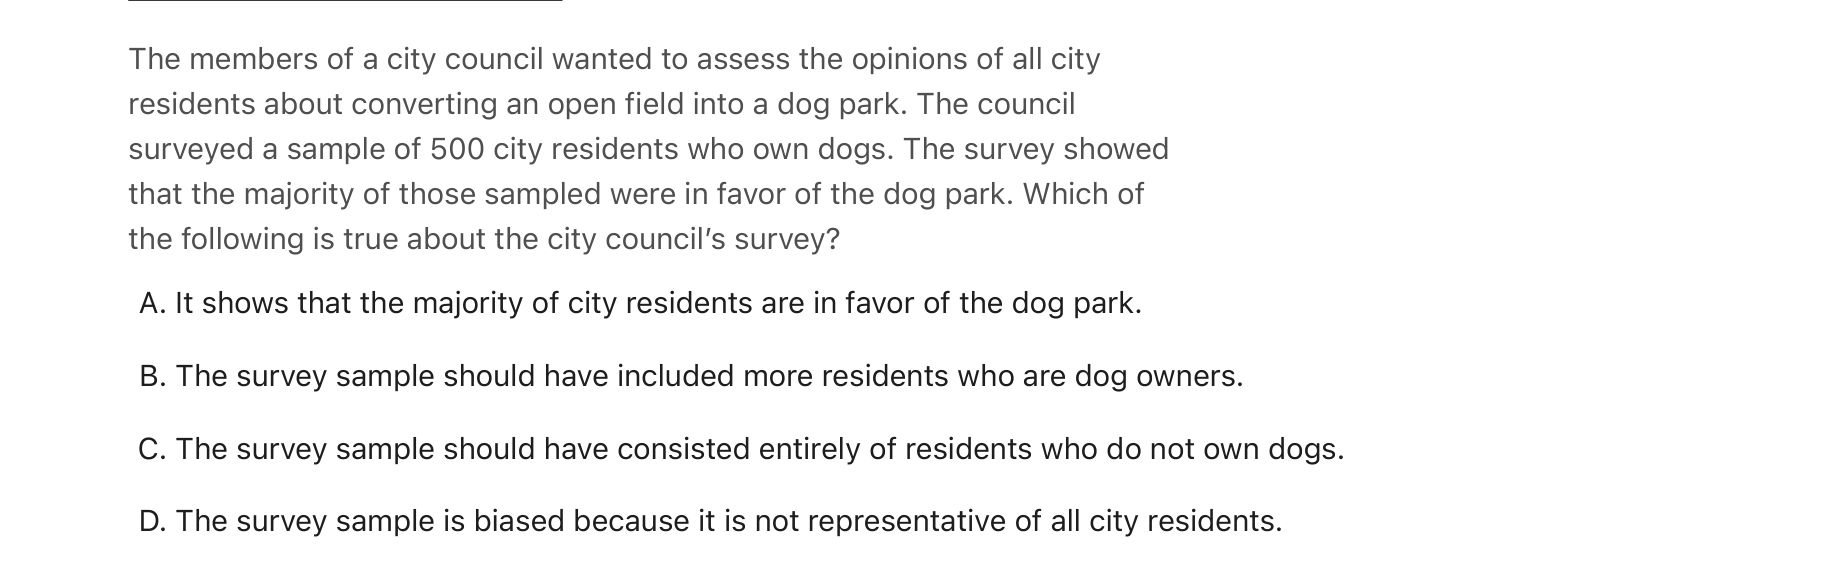 The members of a city council wanted to assess the opinions of all city
residents about converting an open field into a dog park. The council
surveyed a sample of 500 city residents who own dogs. The survey showed
that the majority of those sampled were in favor of the dog park. Which of
the following is true about the city council’s survey?
A. It shows that the majority of city residents are in favor of the dog park.
B. The survey sample should have included more residents who are dog owners.
C. The survey sample should have consisted entirely of residents who do not own dogs.
D. The survey sample is biased because it is not representative of all city residents.